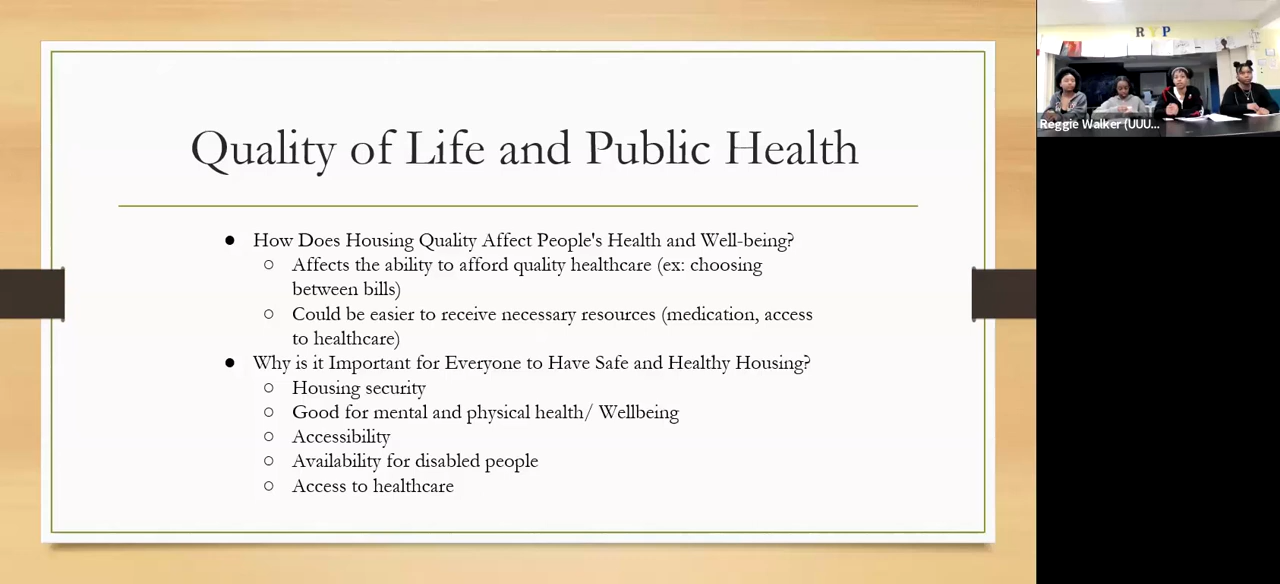 Quality of Life and Public Health
● How Does Housing Quality Affect People's Health and Well-being?
○ Affects the ability to afford quality healthcare (ex: choosing
between bills)
○ Could be easier to receive necessary resources (medication, access
to healthcare)
● Why is it Important for Everyone to Have Safe and Healthy Housing?
○ Housing security
○ Good for mental and physical health/ Wellbeing
○ Accessibility
○ Availability for disabled people
○ Access to healthcare
R Y P
Reggie Walker (UUU...